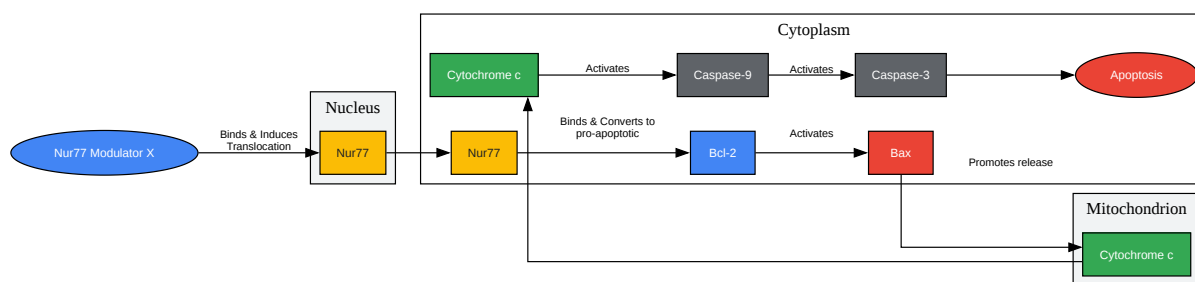 Cytoplasm
Cytochrome c
Activates
Caspase-9
Activates
Caspase-3
Apoptosis
Nucleus
Nur77 Modulator X
Binds & Induces
Translocation
Nur77
Nur77
Binds & Converts to
pro-apoptotic
Bcl-2
Activates
Bax
Promotes release
Mitochondrion
Cytochrome c